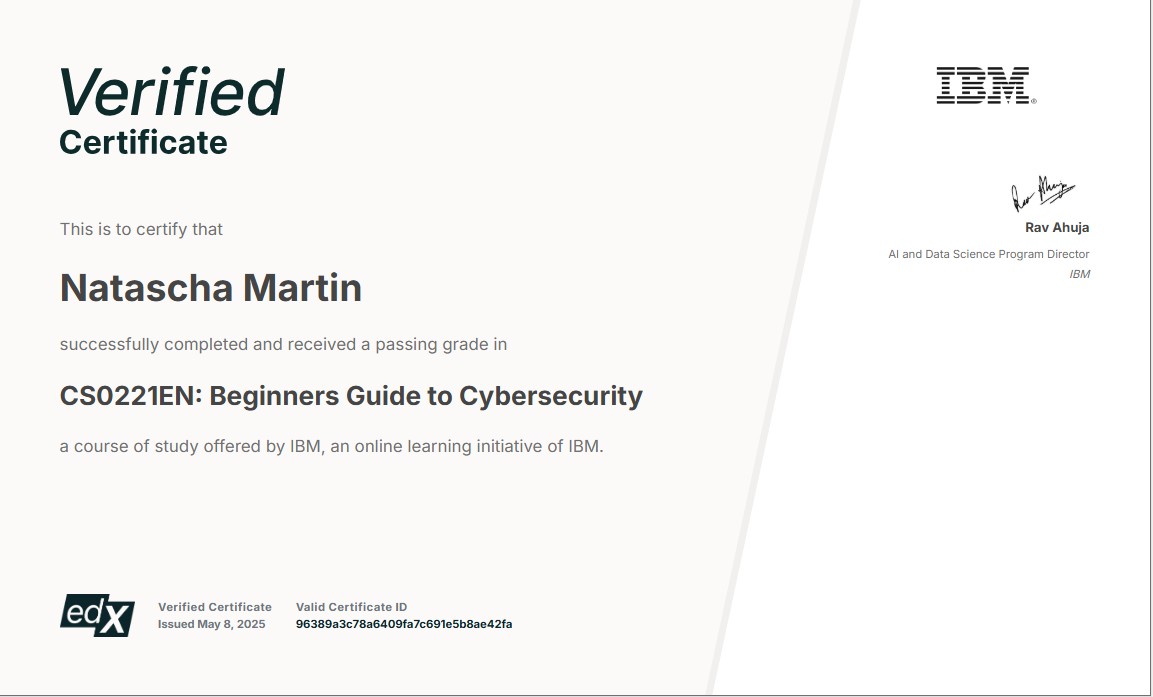 Verified
Certificate
This is to certify that
Natascha Martin
successfully completed and received a passing grade in
CS0221EN: Beginners Guide to Cybersecurity
a course of study offered by IBM, an online learning initiative of IBM.
edX
Verified Certificate
Issued May 8, 2025
Valid Certificate ID
96389a3c78a6409fa7c691e5b8ae42fa
IBM®
Rav Ahuja
Rav Ahuja
AI and Data Science Program Director
IBM